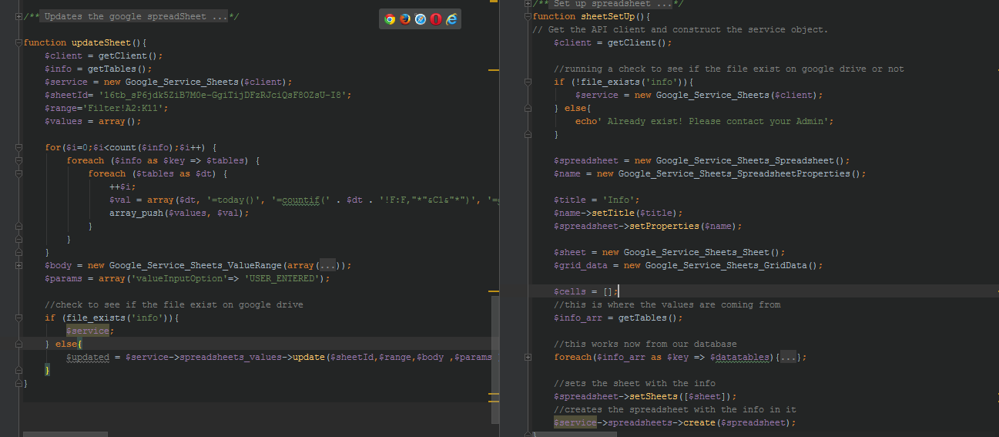 /** Updates the google spreadSheet ...*/
function updateSheet(){
$client = getClient();
$info = getTables();
$service = new Google_Service_Sheets($client);
$sheetId= '16tb_sP6jdk5ZiB7M0e-GgiTijDFzRJciQsF8OZsU-I8';
$range='Filter!A2:K11';
$values = array();
for($i=0;$i<count($info);$i++) {
foreach ($info as $key => $tables) {
foreach ($tables as $dt) {
++$i;
$val = array($dt, '=today()', '=countif(' . $dt . '!F:F,"*"&C1&"*")', '=
array_push($values, $val);
}
}
}
$body = new Google_Service_Sheets_ValueRange(array(...));
$params = array('valueInputOption'=> 'USER_ENTERED');
//check to see if the file exist on google drive
if (file_exists('info')){
$service;
} else{
$updated = $service->spreadsheets_values->update($sheetId,$range,$body ,$params
}
}
/** Set up spreadsheet ...*/
function sheetSetUp(){
// Get the API client and construct the service object.
$client = getClient();
//running a check to see if the file exist on google drive or not
if (!file_exists('info')){
$service = new Google_Service_Sheets($client);
} else{
echo' Already exist! Please contact your Admin';
}
$spreadsheet = new Google_Service_Sheets_Spreadsheet();
$name = new Google_Service_Sheets_SpreadsheetProperties();
$title = 'Info';
$name->setTitle($title);
$spreadsheet->setProperties($name);
$sheet = new Google_Service_Sheets_Sheet();
$grid_data = new Google_Service_Sheets_GridData();
$cells = [];
//this is where the values are coming from
$info_arr = getTables();
//this works now from our database
foreach($info_arr as $key => $datatables){...};
//sets the sheet with the info
$spreadsheet->setSheets([$sheet]);
//creates the spreadsheet with the info in it
$service->spreadsheets->create($spreadsheet);
}